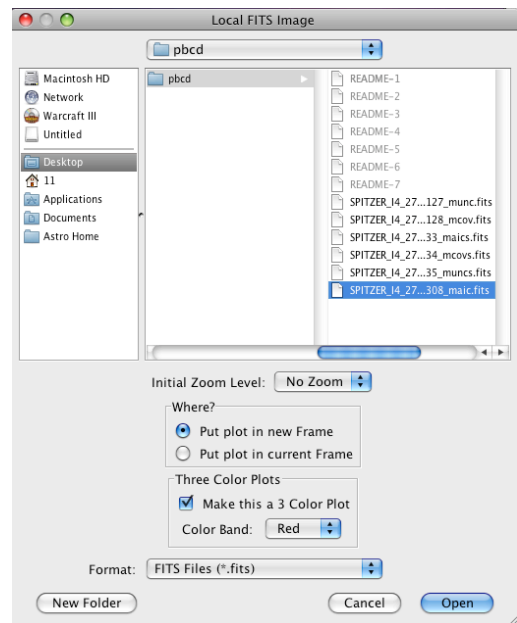 Local FITS Image
pbcd
Macintosh HD
Network
Warcraft III
Untitled
Desktop
11
Applications
Documents
Astro Home
pbcd
README-1
README-2
README-3
README-4
README-5
README-6
README-7
SPITZER_I4_27...127_munc.fits
SPITZER_I4_27...128_mcov.fits
SPITZER_I4_27...33_maics.fits
SPITZER_I4_27...34_mcovs.fits
SPITZER_I4_27...35_muncs.fits
SPITZER_I4_27...308_maic.fits
Initial Zoom Level: No Zoom
Where?
Put plot in new Frame
Put plot in current Frame
Three Color Plots
Make this a 3 Color Plot
Color Band: Red
Format: FITS Files (*.fits)
New Folder Cancel Open